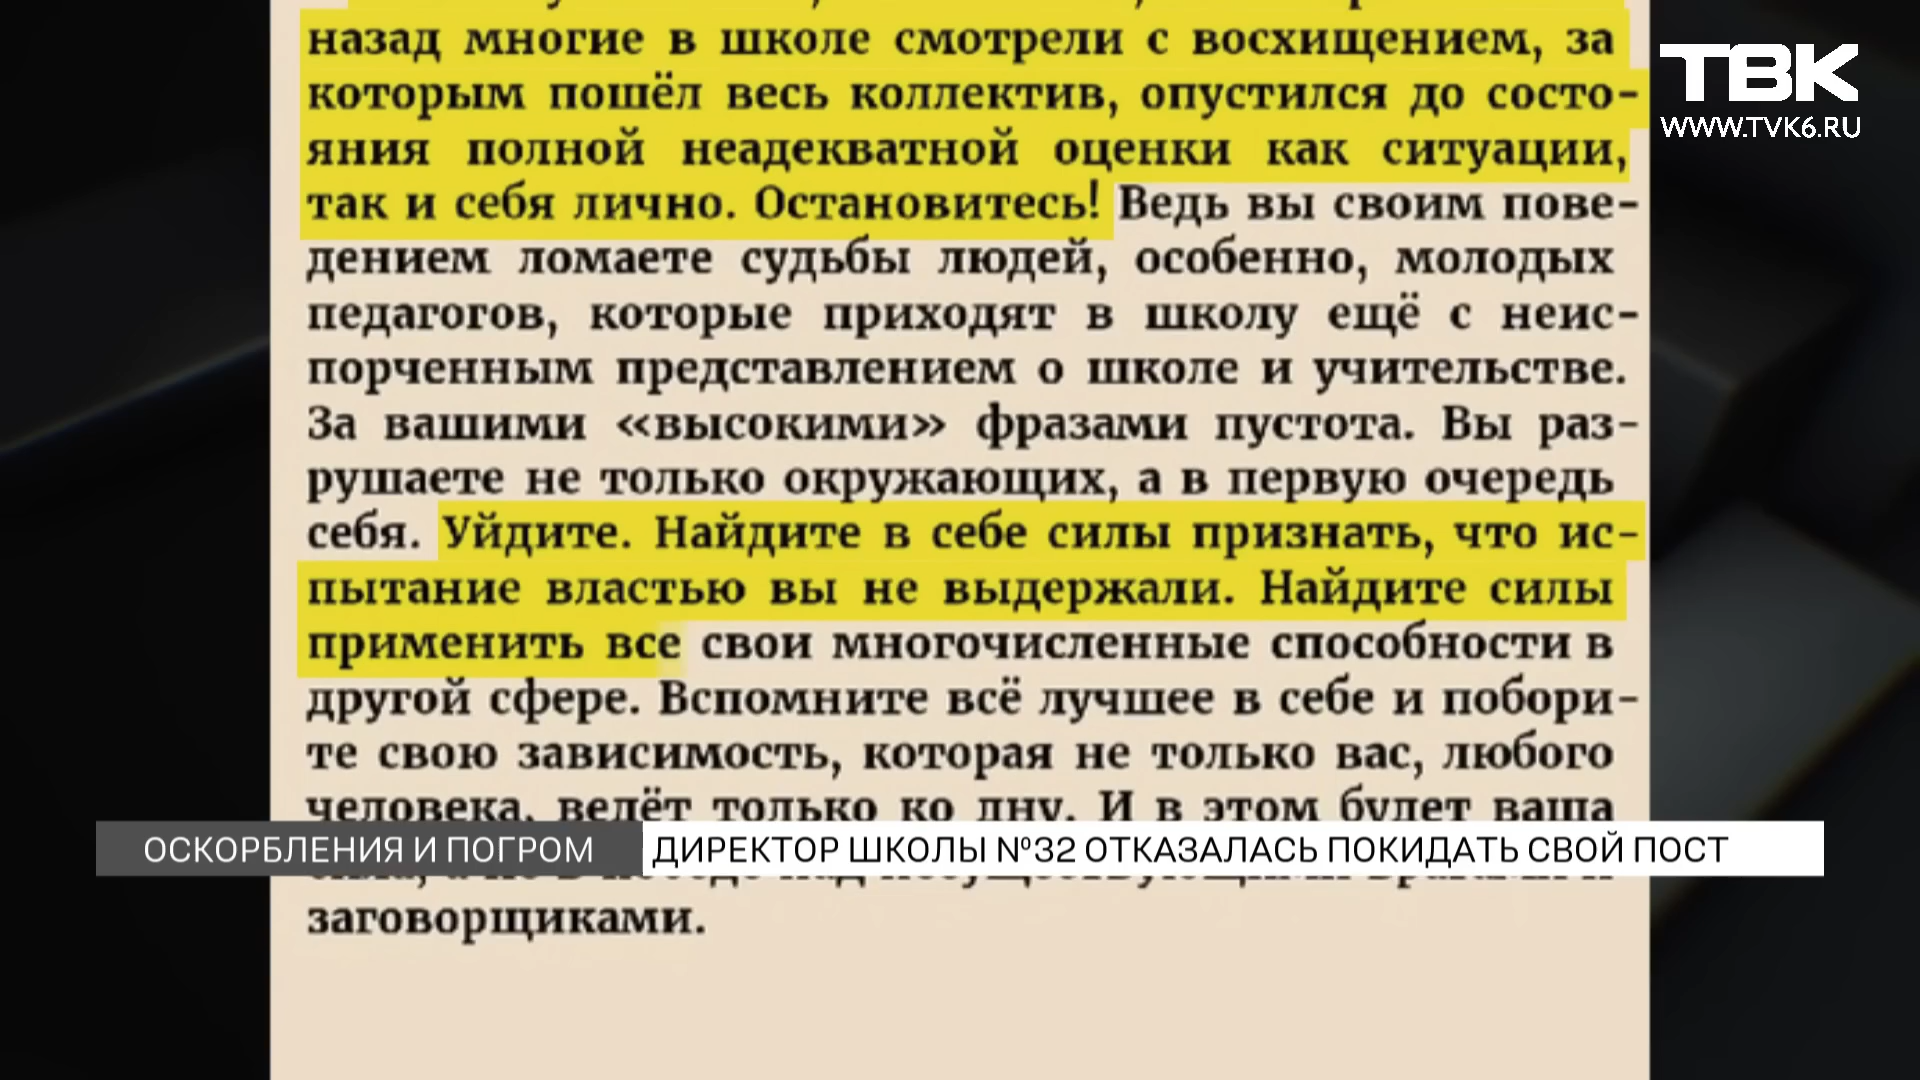 назад многие в школе смотрели с восхищением, за
которым пошёл весь коллектив, опустился до состо-
яния полной неадекватной оценки как ситуации,
так и себя лично. Остановитесь! Ведь вы своим пове-
дением ломаете судьбы людей, особенно, молодых
педагогов, которые приходят в школу ещё с неис-
порченным представлением о школе и учительстве.
За вашими «высокими» фразами пустота. Вы раз-
рушаете не только окружающих, а в первую очередь
себя. Уйдите. Найдите в себе силы признать, что ис-
пытание властью вы не выдержали. Найдите силы
применить все свои многочисленные способности в
другой сфере. Вспомните всё лучшее в себе и побори-
те свою зависимость, которая не только вас, любого
человека, ведёт только ко дну. И в этом будет ваша
заговорщиками.
ТВК
WWW.TVK6.RU
ОСКОРБЛЕНИЯ И ПОГРОМ
ДИРЕКТОР ШКОЛЫ №32 ОТКАЗАЛАСЬ ПОКИДАТЬ СВОЙ ПОСТ